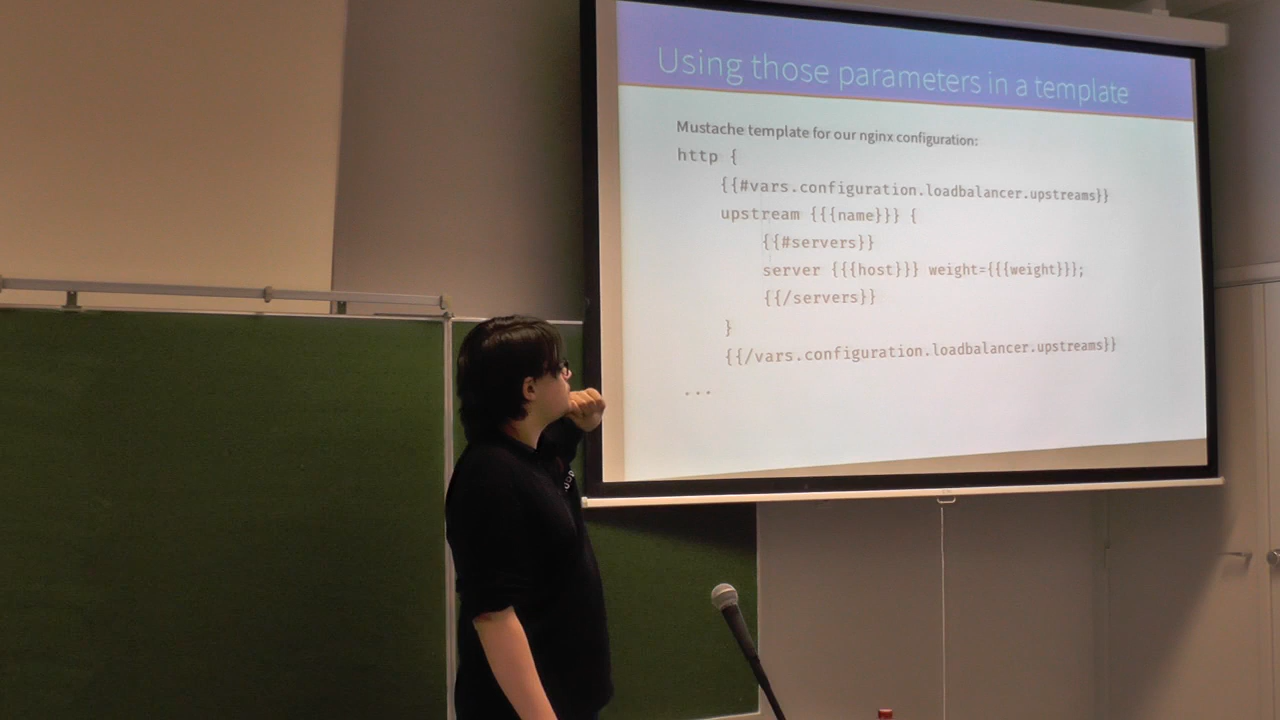 Using those parameters in a template
Mustache template for our nginx configuration:
http {
{{#vars.configuration.loadbalancer.upstreams}}
upstream {{{name}}} {
{{#servers}}
server {{{host}}} weight={{{weight}}};
{{/servers}}
}
{{/vars.configuration.loadbalancer.upstreams}}
...